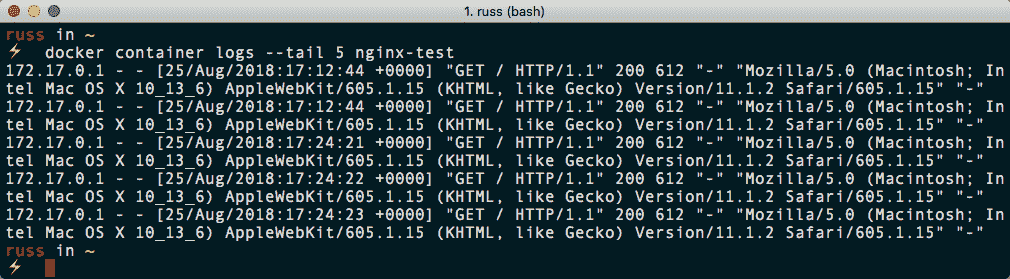 1. russ (bash)
russ in ~
⚡ docker container logs --tail 5 nginx-test
172.17.0.1 - - [25/Aug/2018:17:12:44 +0000] "GET / HTTP/1.1" 200 612 "-" "Mozilla/5.0 (Macintosh; In
tel Mac OS X 10_13_6) AppleWebKit/605.1.15 (KHTML, like Gecko) Version/11.1.2 Safari/605.1.15" "-"
172.17.0.1 - - [25/Aug/2018:17:12:44 +0000] "GET / HTTP/1.1" 200 612 "-" "Mozilla/5.0 (Macintosh; In
tel Mac OS X 10_13_6) AppleWebKit/605.1.15 (KHTML, like Gecko) Version/11.1.2 Safari/605.1.15" "-"
172.17.0.1 - - [25/Aug/2018:17:24:21 +0000] "GET / HTTP/1.1" 200 612 "-" "Mozilla/5.0 (Macintosh; In
tel Mac OS X 10_13_6) AppleWebKit/605.1.15 (KHTML, like Gecko) Version/11.1.2 Safari/605.1.15" "-"
172.17.0.1 - - [25/Aug/2018:17:24:22 +0000] "GET / HTTP/1.1" 200 612 "-" "Mozilla/5.0 (Macintosh; In
tel Mac OS X 10_13_6) AppleWebKit/605.1.15 (KHTML, like Gecko) Version/11.1.2 Safari/605.1.15" "-"
172.17.0.1 - - [25/Aug/2018:17:24:23 +0000] "GET / HTTP/1.1" 200 612 "-" "Mozilla/5.0 (Macintosh; In
tel Mac OS X 10_13_6) AppleWebKit/605.1.15 (KHTML, like Gecko) Version/11.1.2 Safari/605.1.15" "-"
russ in ~
⚡